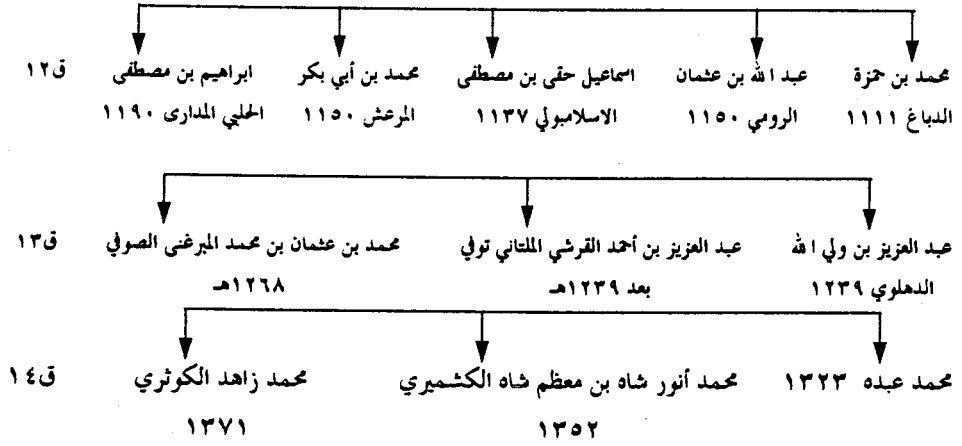 محمد بن حمزة عبد الله بن عثمان اسماعيل حقى بن مصطفى محمد بن أبي بكر ابراهيم بن مصطفى ق١٢
الدباغ ١١١١ الرومي ١١٥٠ الاسلامبولي ١١٣٧ المرعش ١١٥٠ الحلبي المدارى ١١٩٠
عبد العزيز بن ولي الله عبد العزيز بن أحمد القرشي الملتاني توفي محمد بن عثمان بن محمد الميرغنى الصوفي ق١٣
الدهلوي ١٢٣٩ بعد ١٢٣٩هـ ١٢٦٨هـ
محمد عبده ١٣٢٣ محمد أنور شاه بن معظم شاه الكشميري محمد زاهد الكوثري ق١٤
١٣٥٢ ١٣٧١